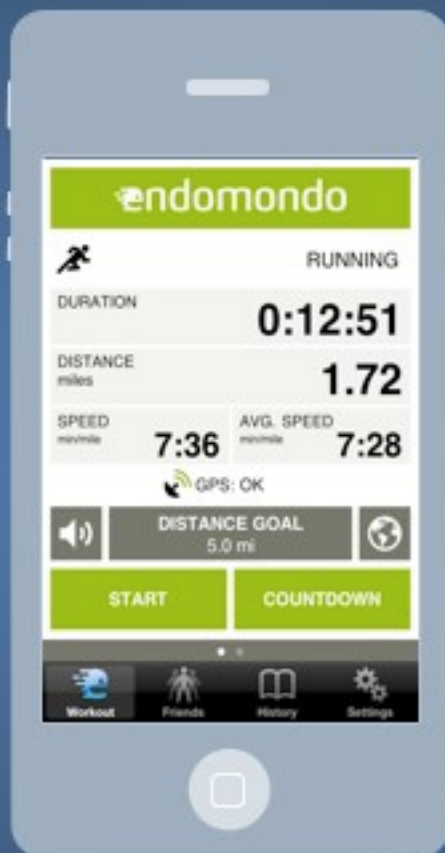 endomondo
RUNNING
DURATION
0:12:51
DISTANCE
miles
1.72
SPEED
min/mile
7:36
AVG. SPEED
min/mile
7:28
GPS: OK
DISTANCE GOAL
5.0 mi
START
COUNTDOWN
Workout
Friends
History
Settings